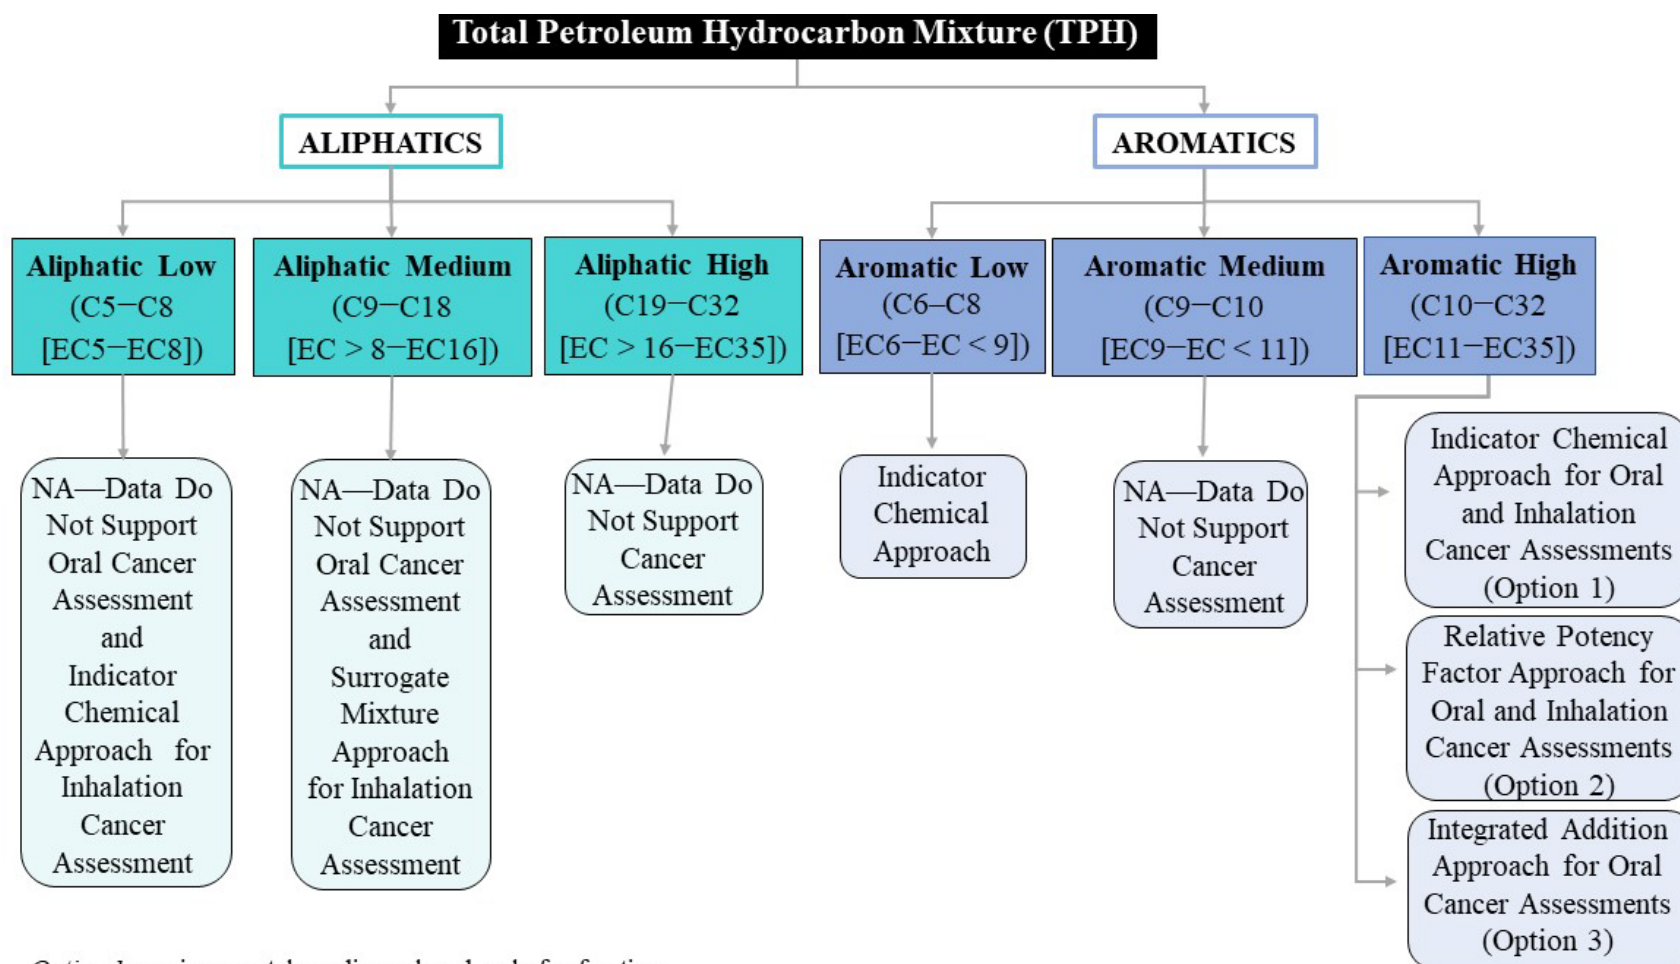 Total Petroleum Hydrocarbon Mixture (TPH)
ALIPHATICS
AROMATICS
Aliphatic Low
(C5—C8
[EC5—EC8])
Aliphatic Medium
(C9—C18
[EC > 8—EC16])
Aliphatic High
(C19—C32
[EC > 16—EC35])
Aromatic Low
(C6–C8
[EC6—EC < 9])
Aromatic Medium
(C9—C10
[EC9—EC < 11])
Aromatic High
(C10—C32
[EC11—EC35])
NA—Data Do
Not Support
Oral Cancer
Assessment
and
Indicator
Chemical
Approach for
Inhalation
Cancer
Assessment
NA—Data Do
Not Support
Oral Cancer
Assessment
and
Surrogate
Mixture
Approach
for Inhalation
Cancer
Assessment
NA—Data Do
Not Support
Cancer
Assessment
Indicator
Chemical
Approach
NA—Data Do
Not Support
Cancer
Assessment
Indicator Chemical
Approach for Oral
and Inhalation
Cancer Assessments
(Option 1)
Relative Potency
Factor Approach for
Oral and Inhalation
Cancer Assessments
(Option 2)
Integrated Addition
Approach for Oral
Cancer Assessments
(Option 3)